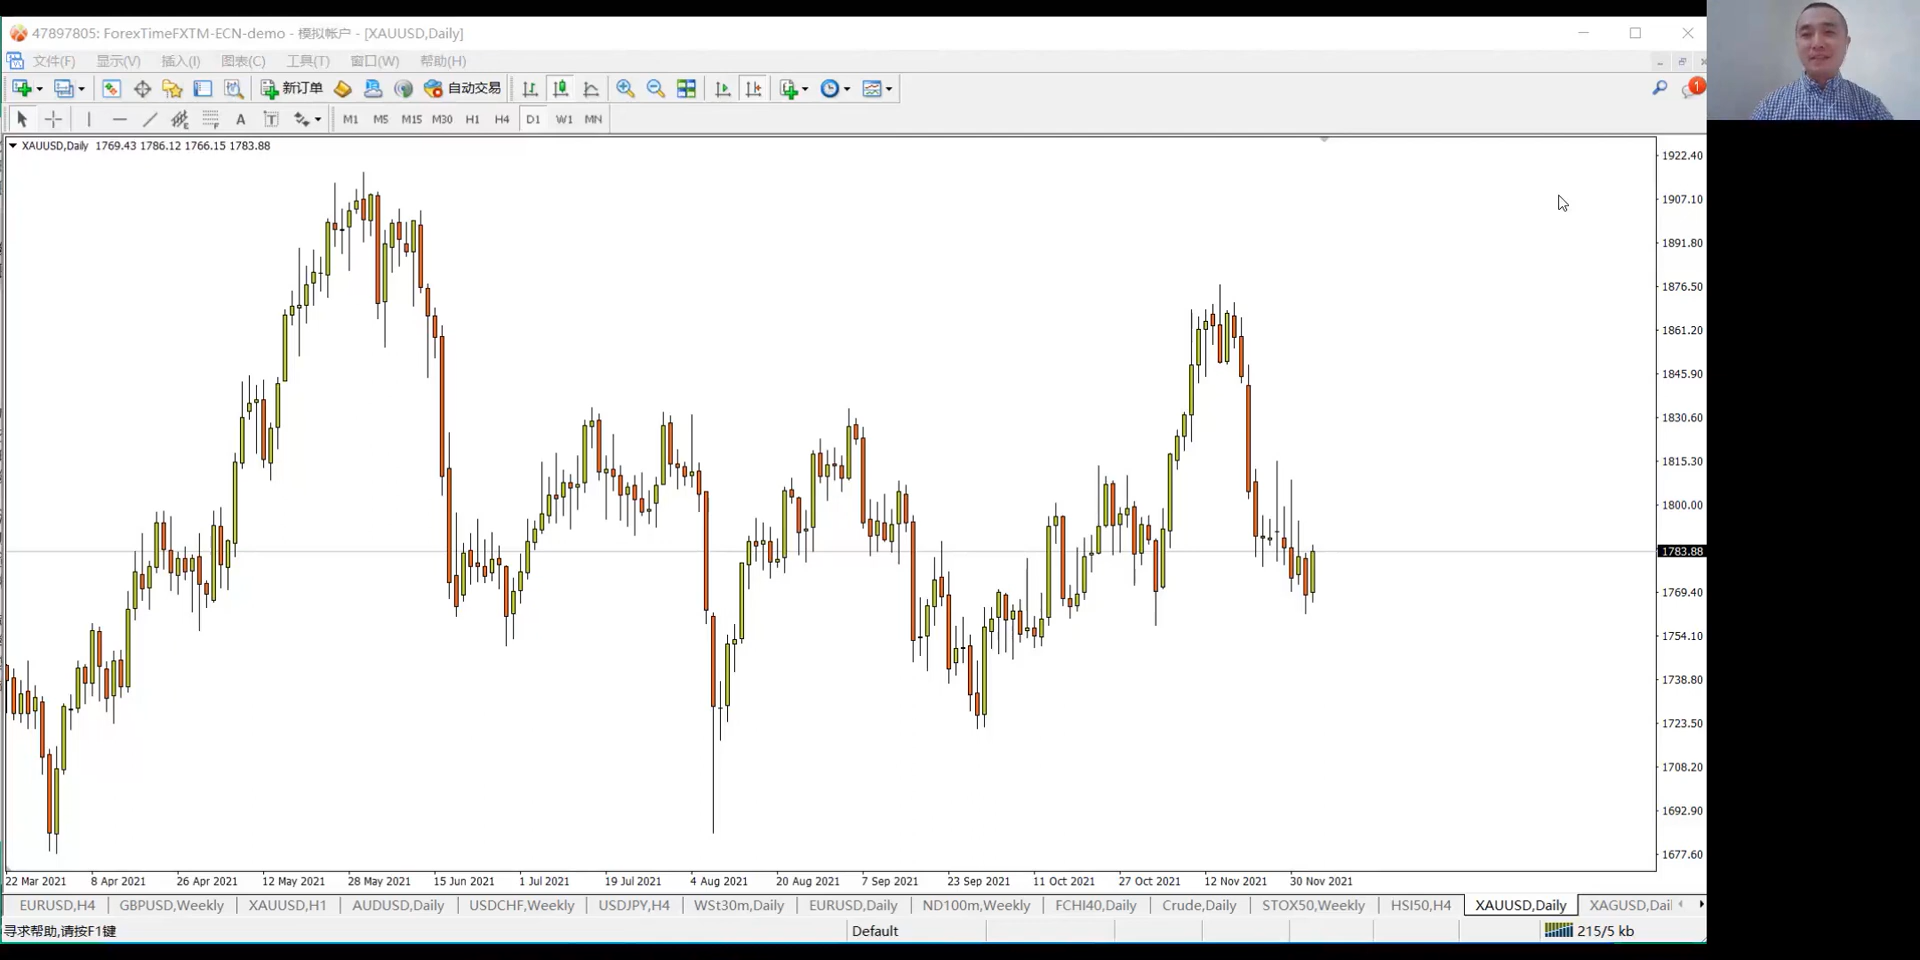 47897805: ForexTimeFXTM-ECN-demo - 模拟帐户 - [XAUUSD,Daily]
文件(F) 显示(V) 插入(I) 图表(C) 工具(T) 窗口(W) 帮助(H)
新订单 自动交易 1
A T M1 M5 M15 M30 H1 H4 D1 W1 MN
XAUUSD,Daily 1769.43 1786.12 1766.15 1783.88
1922.40
1907.10
1891.80
1876.50
1861.20
1845.90
1830.60
1815.30
1800.00
1783.88
1769.40
1754.10
1738.80
1723.50
1708.20
1692.90
1677.60
22 Mar 2021 8 Apr 2021 26 Apr 2021 12 May 2021 28 May 2021 15 Jun 2021 1 Jul 2021 19 Jul 2021 4 Aug 2021 20 Aug 2021 7 Sep 2021 23 Sep 2021 11 Oct 2021 27 Oct 2021 12 Nov 2021 30 Nov 2021
EURUSD,H4 GBPUSD,Weekly XAUUSD,H1 AUDUSD,Daily USDCHF,Weekly USDJPY,H4 WSt30m,Daily EURUSD,Daily ND100m,Weekly FCHI40,Daily Crude,Daily STOX50,Weekly HSI50,H4 XAUUSD,Daily XAGUSD,Dail
寻求帮助,请按F1键 Default 215/5 kb